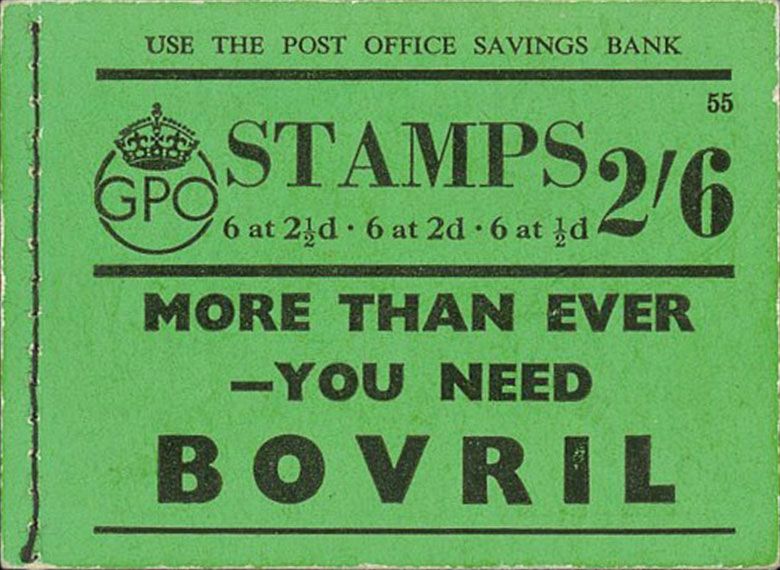 USE THE POST OFFICE SAVINGS BANK
55
GPO
STAMPS 2/6
6 at 2½d · 6 at 2d · 6 at ½d
MORE THAN EVER
—YOU NEED
BOVRIL